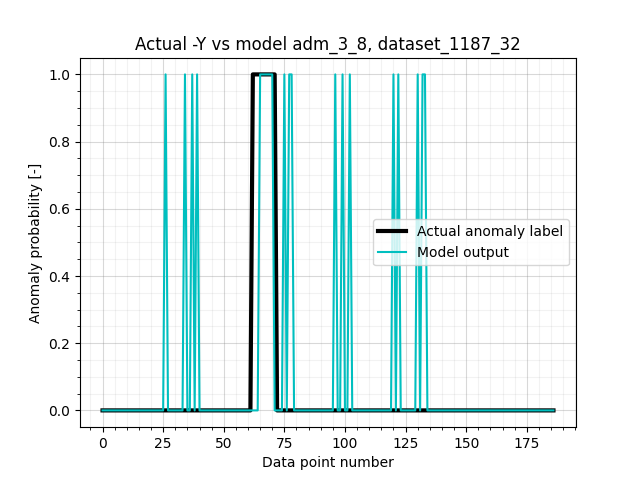 Actual -Y vs model adm_3_8, dataset_1187_32
1.0
0.8
0.6
0.4
0.2
0.0
Anomaly probability [-]
Actual anomaly label
Model output
0 25 50 75 100 125 150 175
Data point number